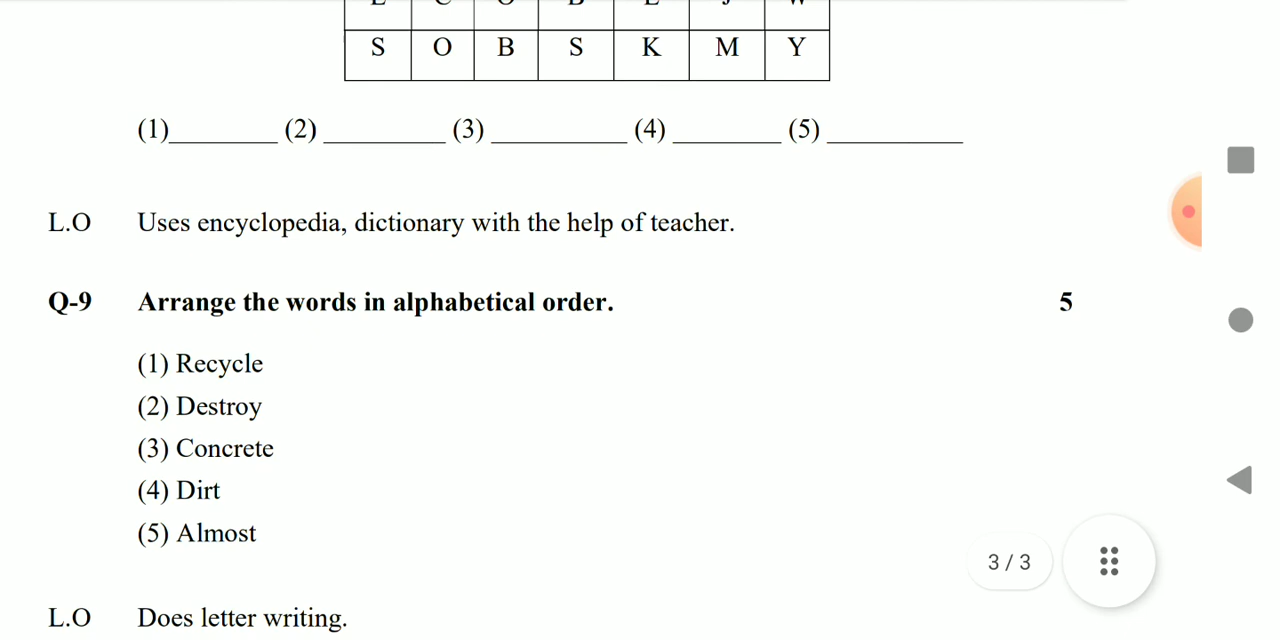 S O B S K M Y
(1)________ (2) _________ (3) __________ (4) ________ (5) __________
L.O Uses encyclopedia, dictionary with the help of teacher.
Q-9 Arrange the words in alphabetical order. 5
(1) Recycle
(2) Destroy
(3) Concrete
(4) Dirt
(5) Almost
3 / 3
L.O Does letter writing.